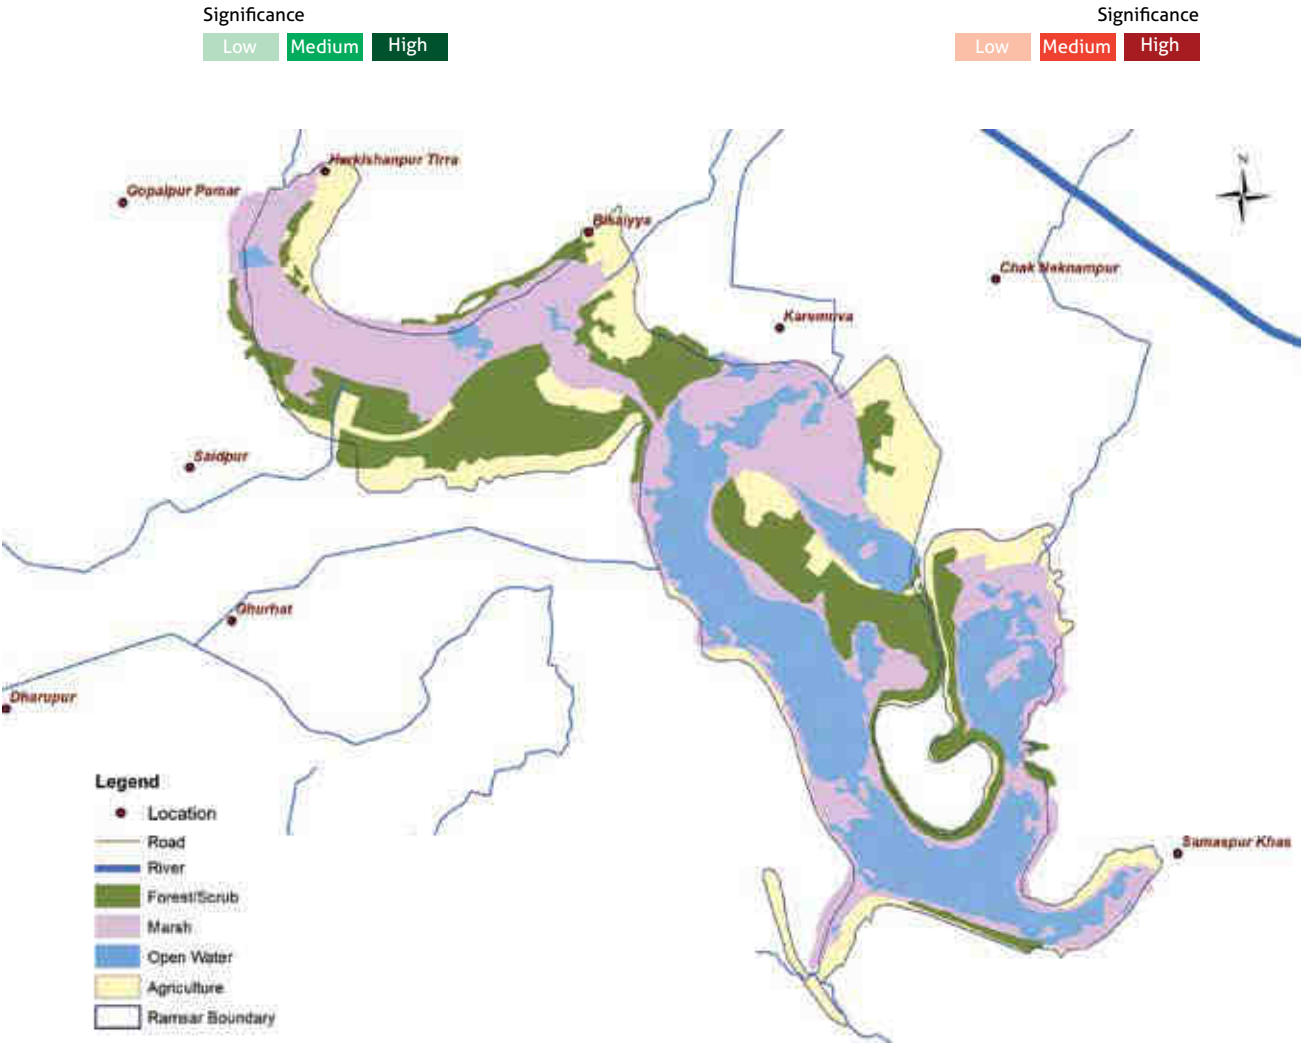 Significance
Low Medium High
Significance
Low Medium High
N
Harkishanpur Tirra
Gopalpur Pamar
Bikaiyya
Chak Neknampur
Karemuva
Saidpur
Ghurhat
Dharupur
Samaspur Khas
Legend
Location
Road
River
Forest/Scrub
Marsh
Open Water
Agriculture
Ramsar Boundary